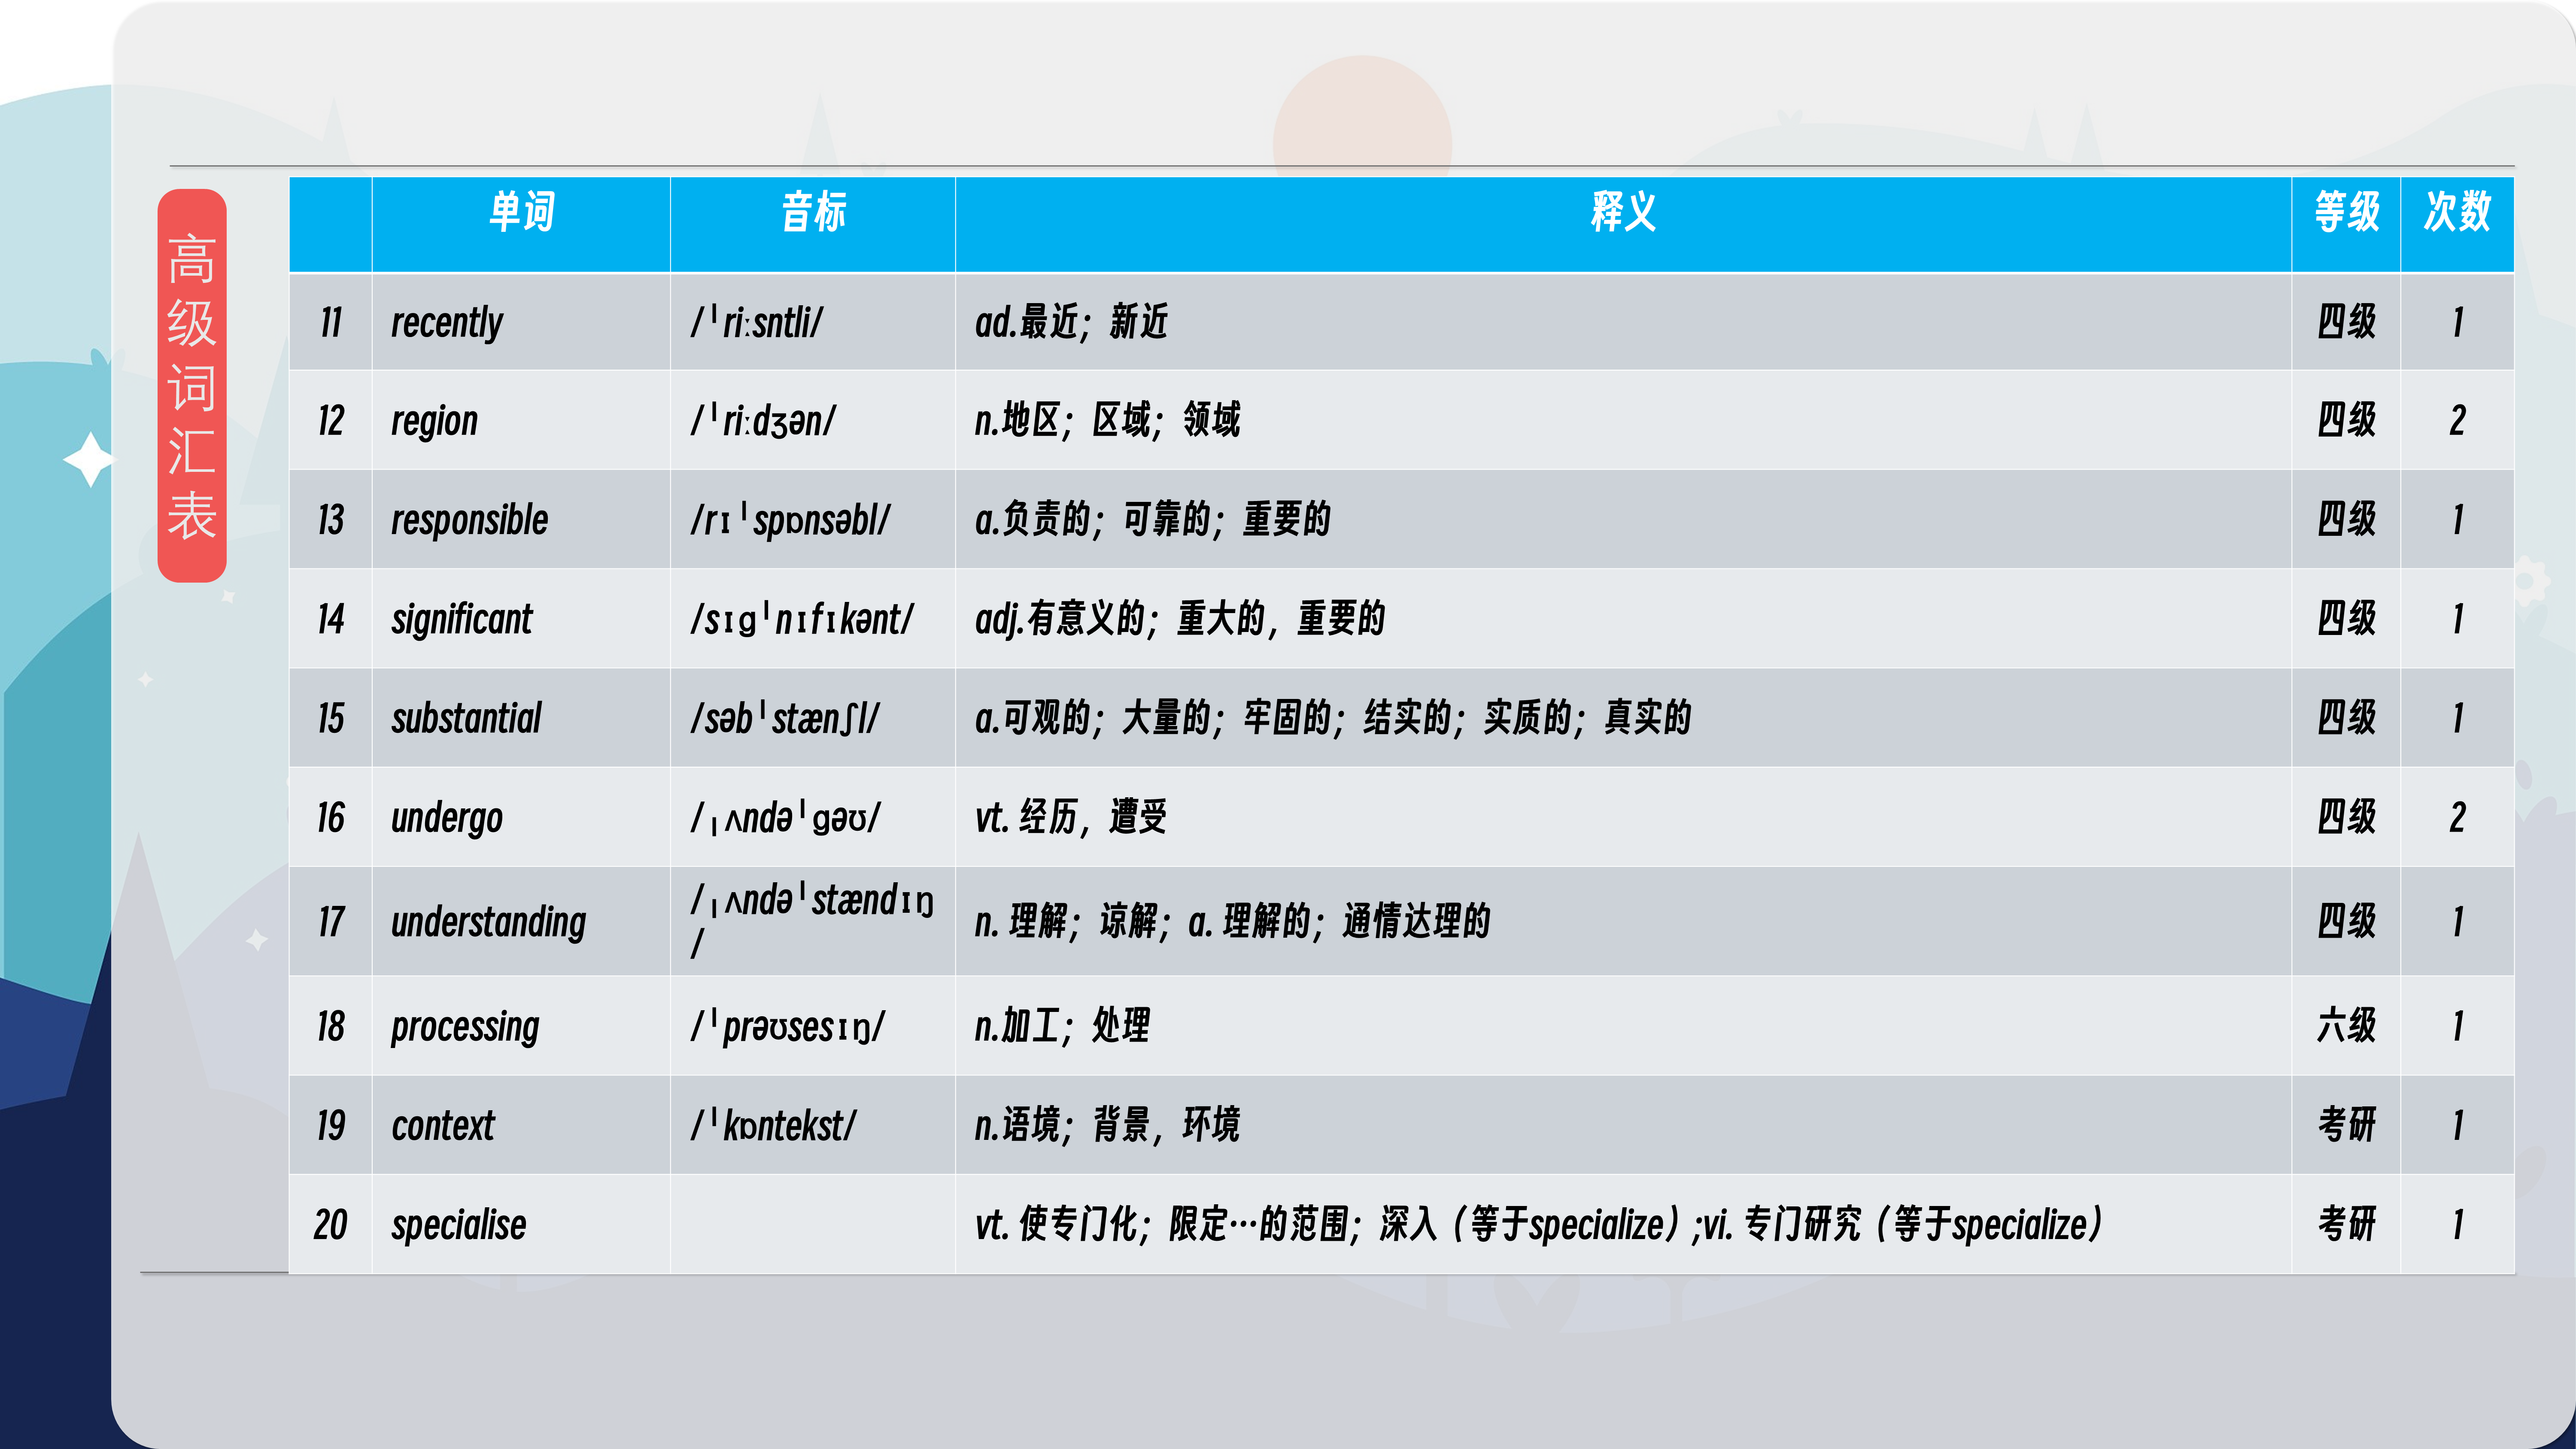 高级词汇表
单词 音标 释义 等级 次数
11 recently /ˈriːsntli/ ad.最近；新近 四级 1
12 region /ˈriːdʒən/ n.地区；区域；领域 四级 2
13 responsible /rɪˈspɒnsəbl/ a.负责的；可靠的；重要的 四级 1
14 significant /sɪgˈnɪfɪkənt/ adj.有意义的；重大的，重要的 四级 1
15 substantial /səbˈstænʃl/ a.可观的；大量的；牢固的；结实的；实质的；真实的 四级 1
16 undergo /ˌʌndəˈgəʊ/ vt. 经历，遭受 四级 2
17 understanding /ˌʌndəˈstændɪŋ
/ n. 理解；谅解；a. 理解的；通情达理的 四级 1
18 processing /ˈprəʊsesɪŋ/ n.加工；处理 六级 1
19 context /ˈkɒntekst/ n.语境；背景，环境 考研 1
20 specialise vt. 使专门化；限定…的范围；深入（等于specialize）;vi. 专门研究（等于specialize） 考研 1